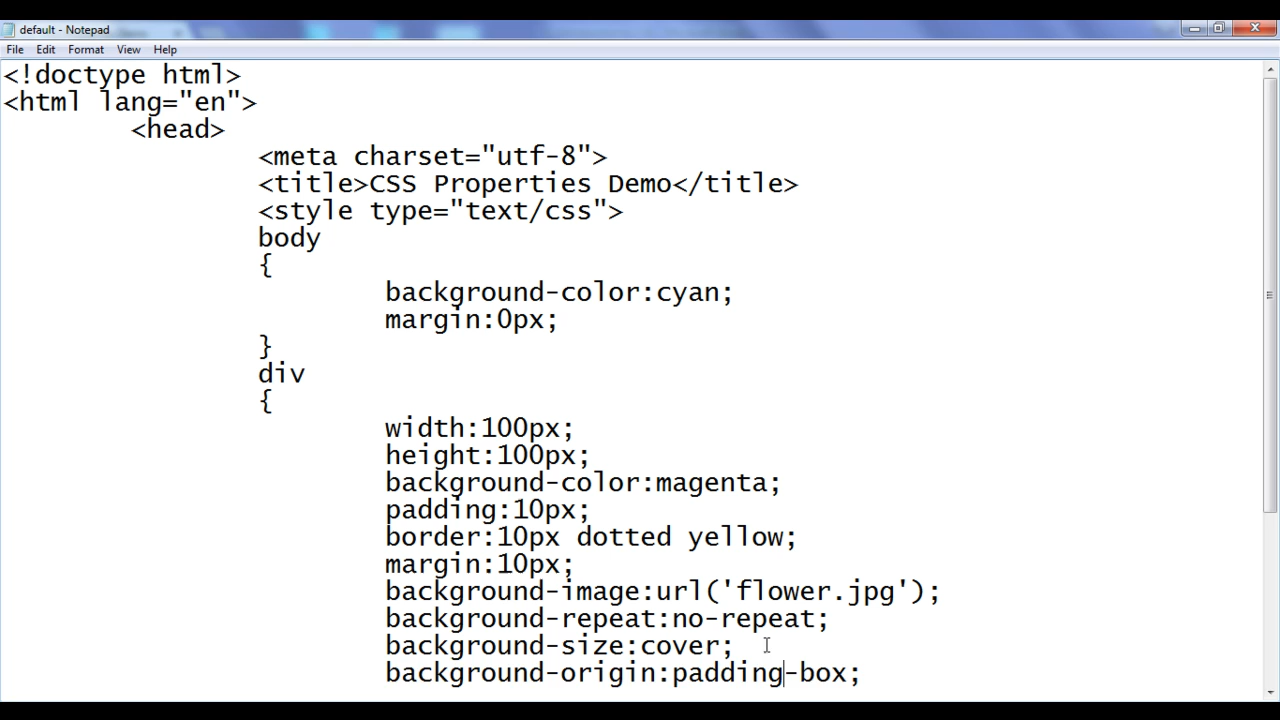 default - Notepad
File Edit Format View Help
<!doctype html>
<html lang="en">
<head>
<meta charset="utf-8">
<title>CSS Properties Demo</title>
<style type="text/css">
body
{
background-color:cyan;
margin:0px;
}
div
{
width:100px;
height:100px;
background-color:magenta;
padding:10px;
border:10px dotted yellow;
margin:10px;
background-image:url('flower.jpg');
background-repeat:no-repeat;
background-size:cover;
background-origin:padding-box;